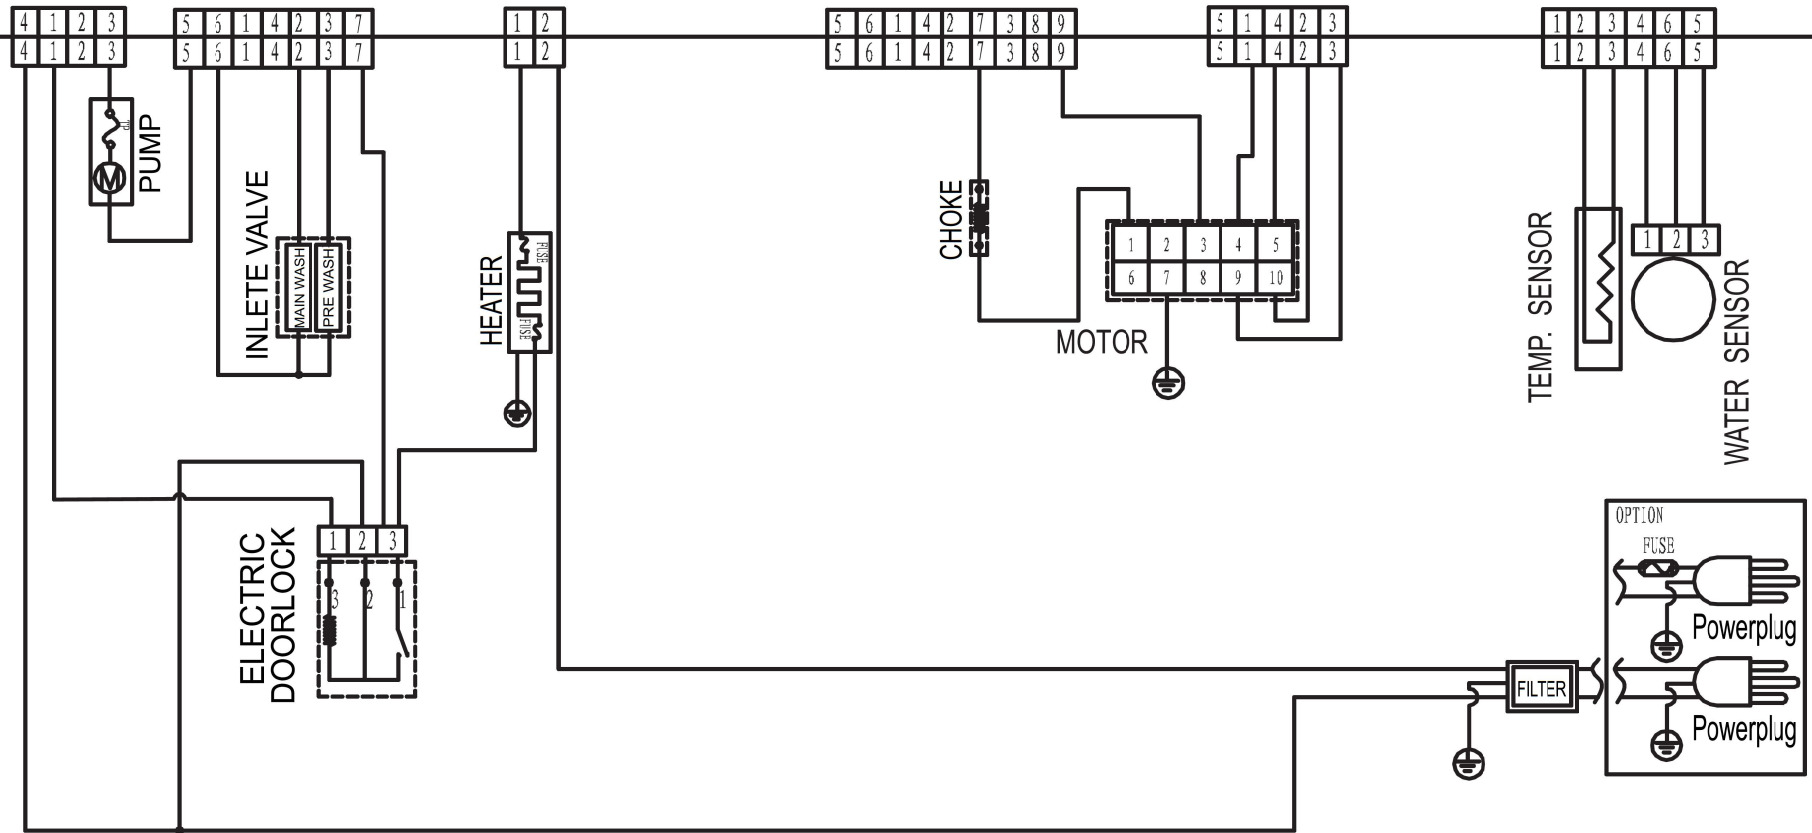 4 1 2 3
4 1 2 3
5 6 1 4 2 3 7
5 6 1 4 2 3 7
1 2
1 2
5 6 1 4 2 7 3 8 9
5 6 1 4 2 7 3 8 9
5 1 4 2 3
5 1 4 2 3
1 2 3 4 6 5
1 2 3 4 6 5
TP
M
PUMP
INLETE VALVE
MAIN WASH
PRE WASH
HEATER
FUSE
FUSE
CHOKE
1 2 3 4 5
6 7 8 9 10
MOTOR
TEMP. SENSOR
1 2 3
WATER SENSOR
ELECTRIC
DOORLOCK
1 2 3
3 2 1
FILTER
OPTION
FUSE
Powerplug
Powerplug